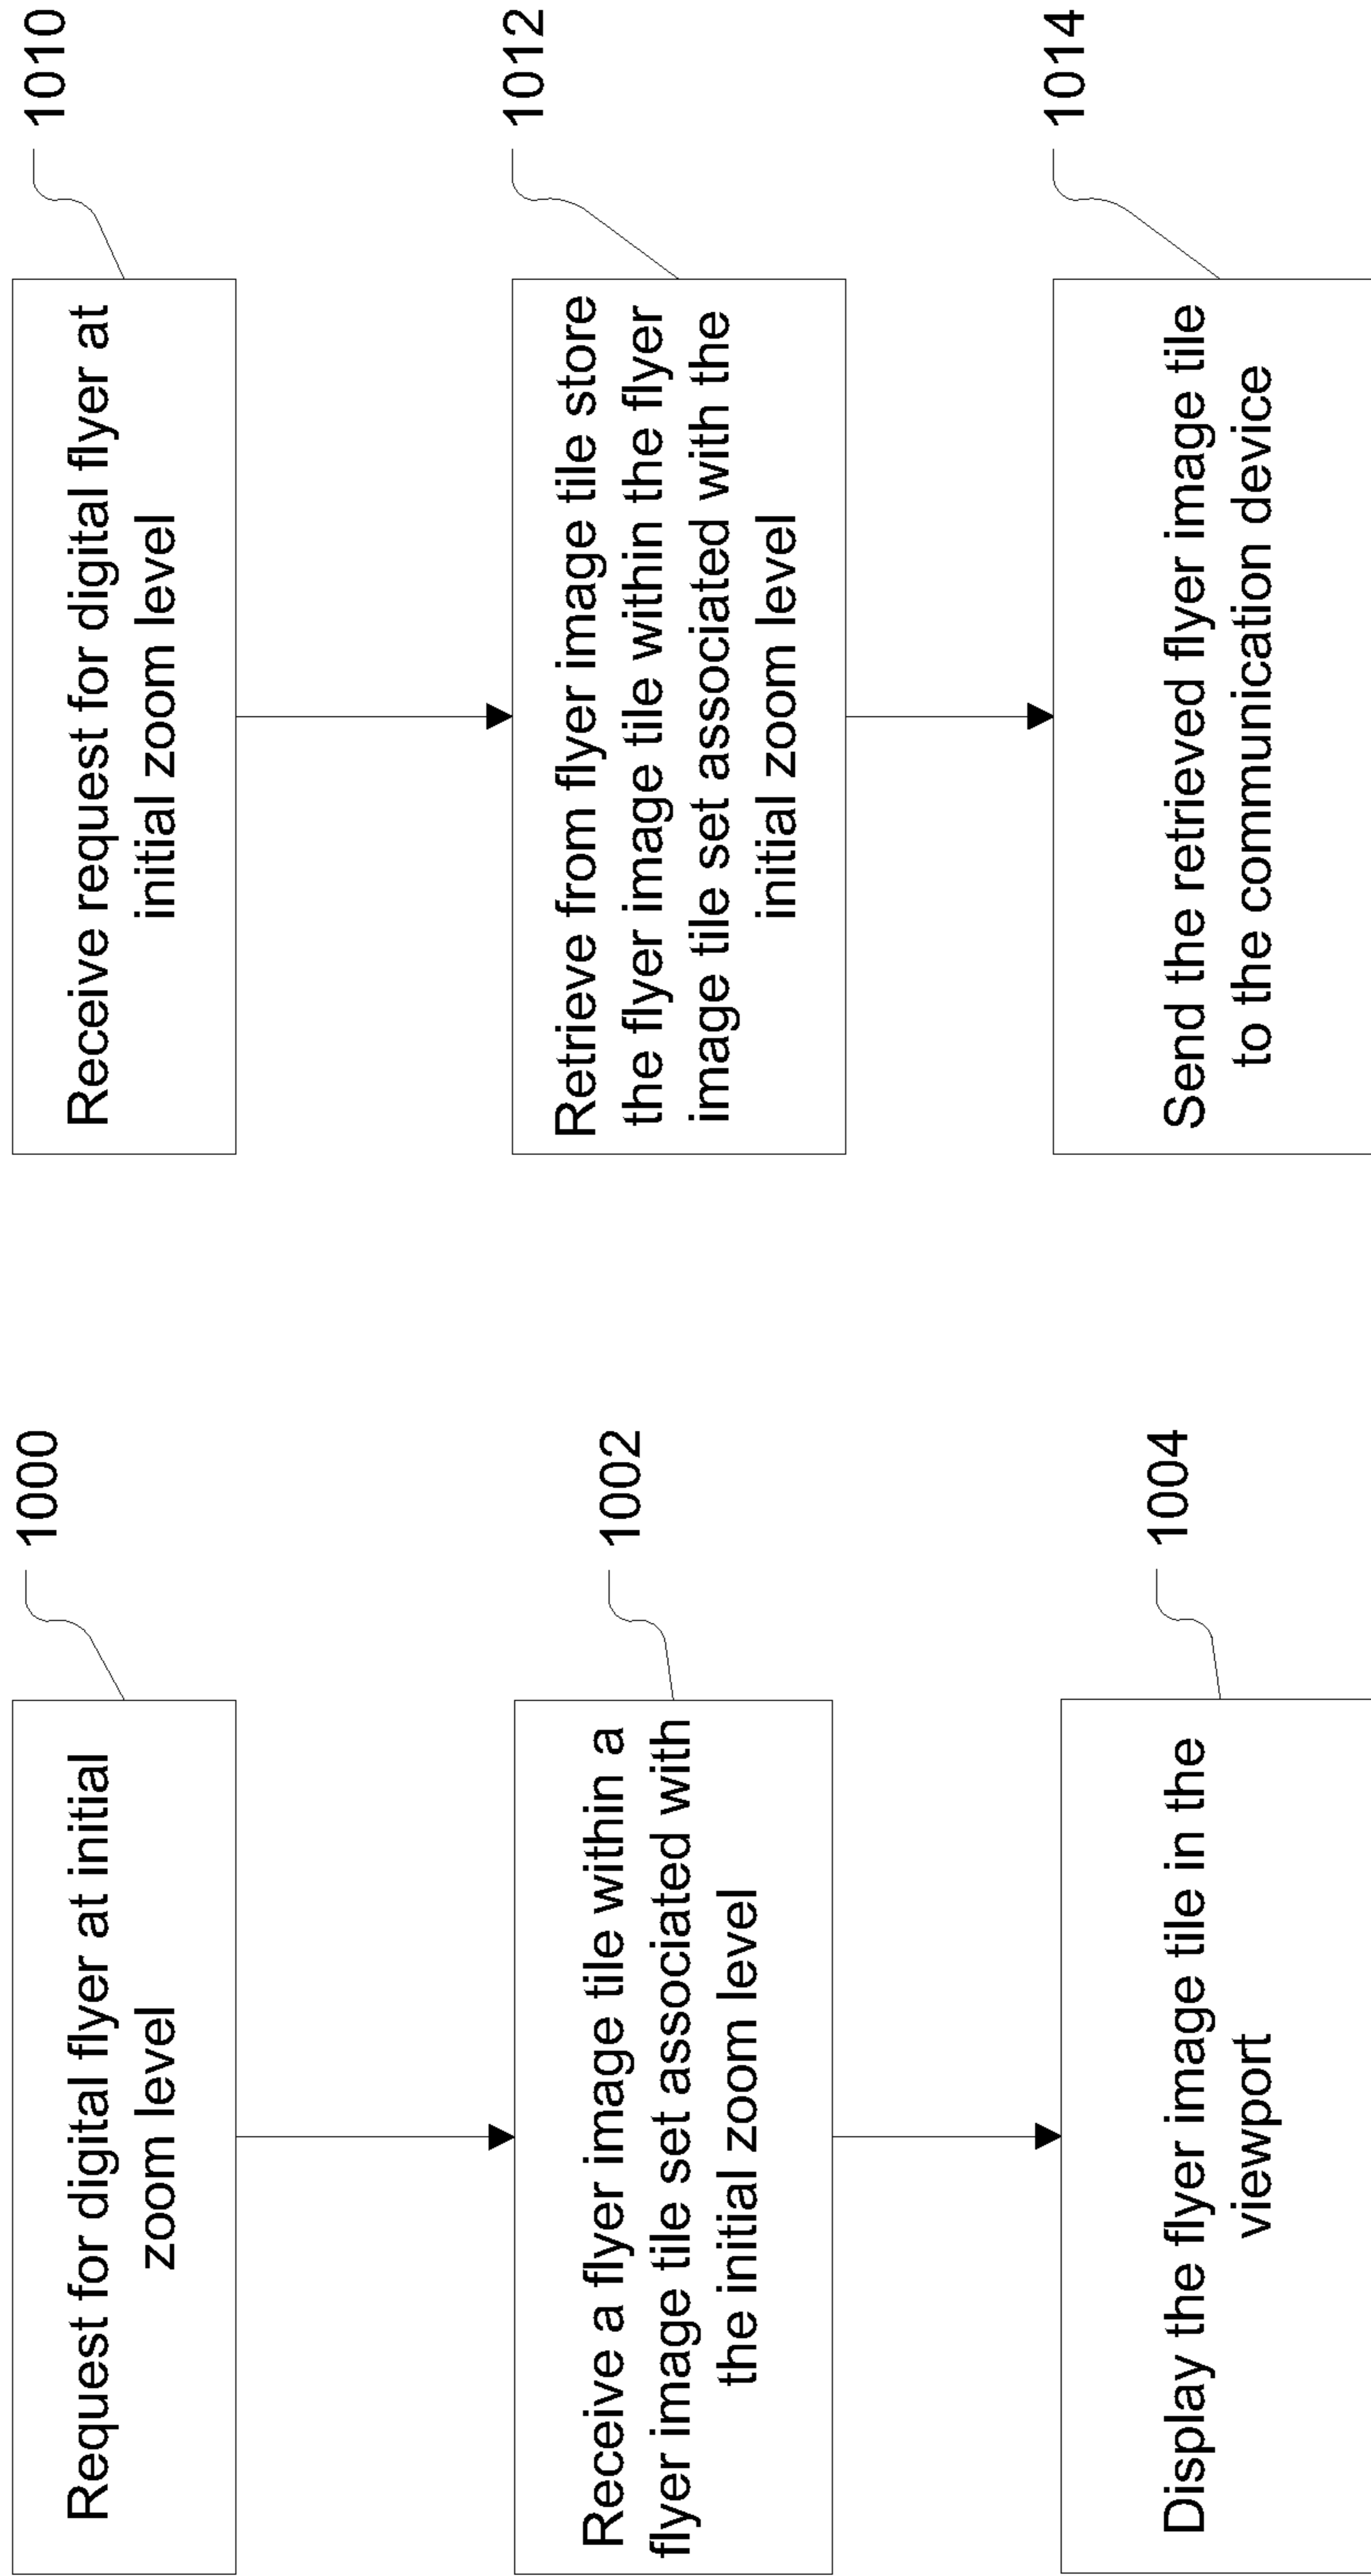 Request for digital flyer at initial
zoom level
1000
Receive a flyer image tile within a
flyer image tile set associated with
the initial zoom level
1002
Display the flyer image tile in the
viewport
1004
Receive request for digital flyer at
initial zoom level
1010
Retrieve from flyer image tile store
the flyer image tile within the flyer
image tile set associated with the
initial zoom level
1012
Send the retrieved flyer image tile
to the communication device
1014